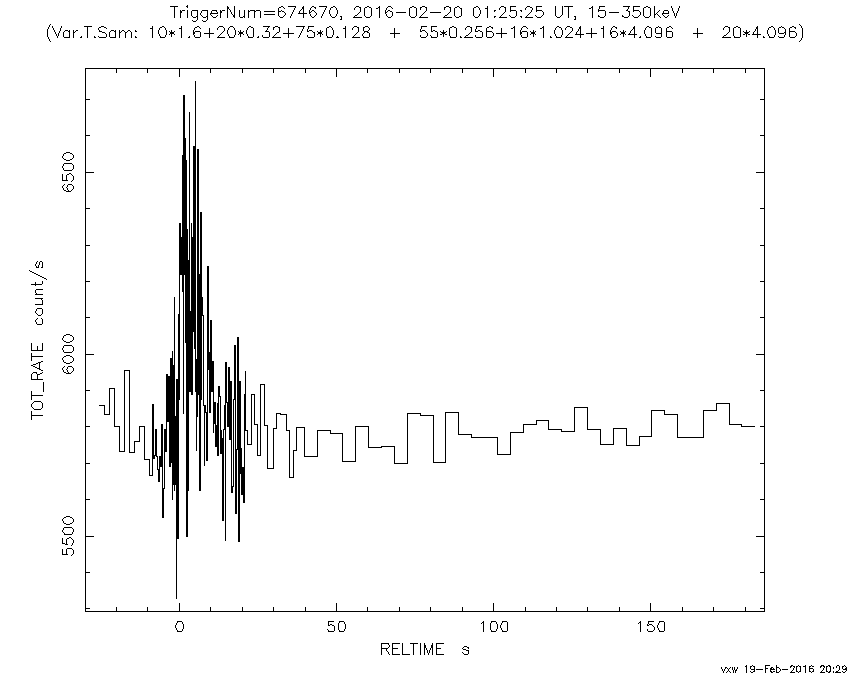 TriggerNum=674670, 2016-02-20 01:25:25 UT, 15-350keV
(Var.T.Sam: 10*1.6+20*0.32+75*0.128 + 55*0.256+16*1.024+16*4.096 + 20*4.096)
TOT_RATE count/s
6500
6000
5500
0 50 100 150
RELTIME s
vxw 19-Feb-2016 20:29